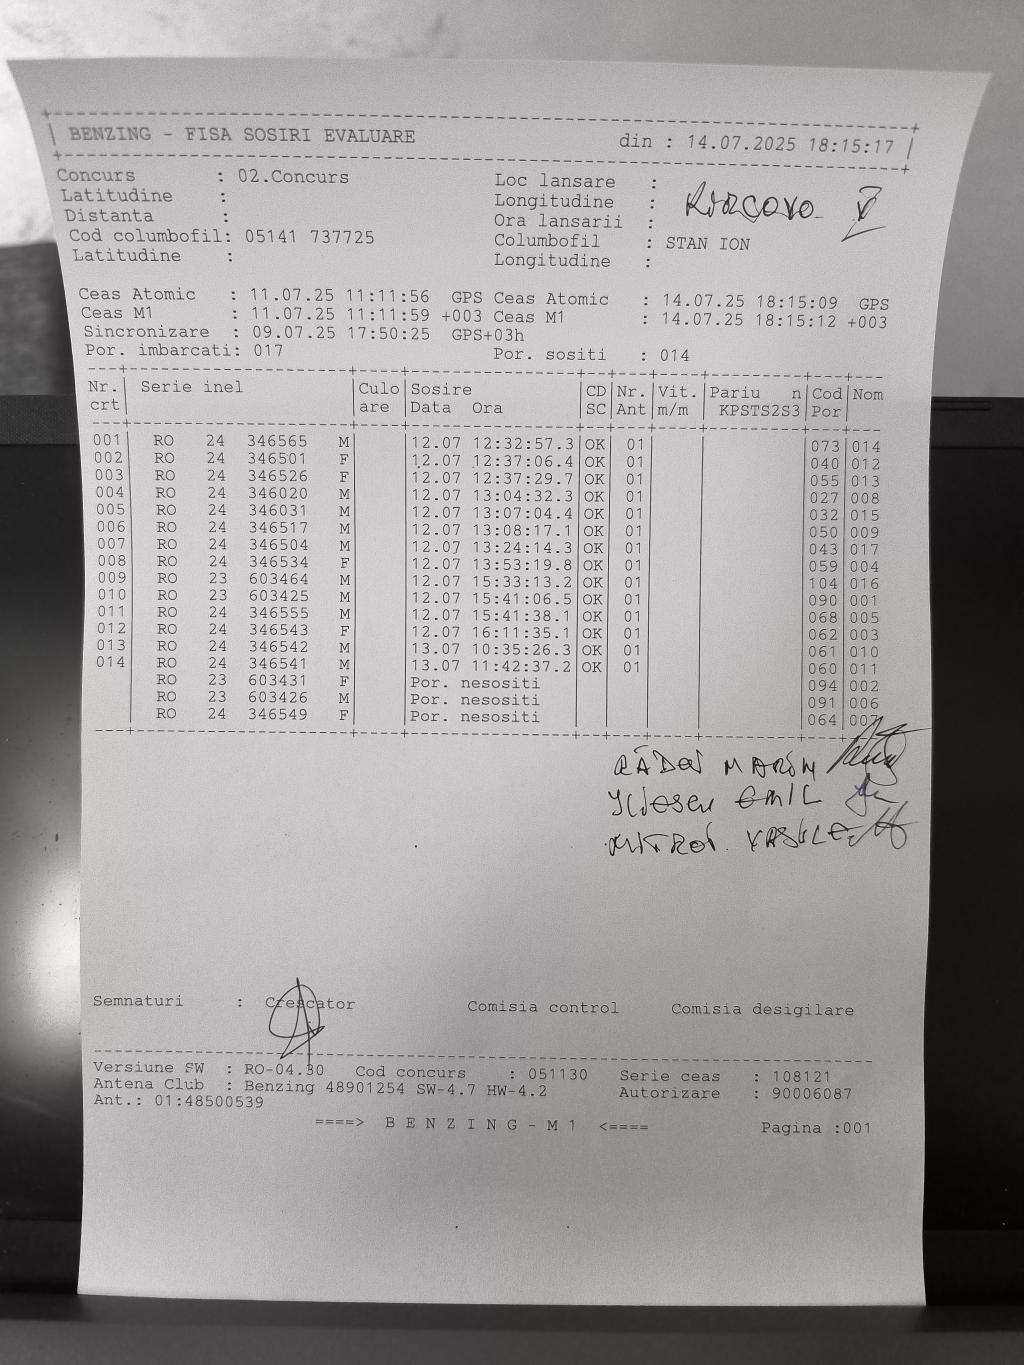 BENZING - FISA SOSIRI EVALUARE din : 14.07.2025 18:15:17
Concurs : 02.Concurs Loc lansare :
Latitudine : Longitudine :
Distanta : Ora lansarii :
Cod columbofil: 05141 737725 Columbofil : STAN ION
Latitudine : Longitudine :
Ceas Atomic : 11.07.25 11:11:56 GPS Ceas Atomic : 14.07.25 18:15:09 GPS
Ceas M1 : 11.07.25 11:11:59 +003 Ceas M1 : 14.07.25 18:15:12 +003
Sincronizare : 09.07.25 17:50:25 GPS+03h
Por. imbarcati: 017 Por. sositi : 014
Nr. Serie inel Culo Sosire CD Nr. Vit. Pariu n Cod Nom
crt are Data Ora SC Ant m/m KPSTS2S3 Por
001 RO 24 346565 M 12.07 12:32:57.3 OK 01 073 014
002 RO 24 346501 F 12.07 12:37:06.4 OK 01 040 012
003 RO 24 346526 F 12.07 12:37:29.7 OK 01 055 013
004 RO 24 346020 M 12.07 13:04:32.3 OK 01 027 008
005 RO 24 346031 M 12.07 13:07:04.4 OK 01 032 015
006 RO 24 346517 M 12.07 13:08:17.1 OK 01 050 009
007 RO 24 346504 M 12.07 13:24:14.3 OK 01 043 017
008 RO 24 346534 F 12.07 13:53:19.8 OK 01 059 004
009 RO 23 603464 M 12.07 15:33:13.2 OK 01 104 016
010 RO 23 603425 M 12.07 15:41:06.5 OK 01 090 001
011 RO 24 346555 M 12.07 15:41:38.1 OK 01 068 005
012 RO 24 346543 F 12.07 16:11:35.1 OK 01 062 003
013 RO 24 346542 M 13.07 10:35:26.3 OK 01 061 010
014 RO 24 346541 M 13.07 11:42:37.2 OK 01 060 011
RO 23 603431 F Por. nesositi 094 002
RO 23 603426 M Por. nesositi 091 006
RO 24 346549 F Por. nesositi 064 007
RĂDOI MARIN
EMIL
MITROI VASILE
Semnaturi : Crescator Comisia control Comisia desigilare
Versiune SW : RO-04.30 Cod concurs : 051130 Serie ceas : 108121
Antena Club : Benzing 48901254 SW-4.7 HW-4.2 Autorizare : 90006087
Ant.: 01:48500539
====> B E N Z I N G - M 1 <==== Pagina :001